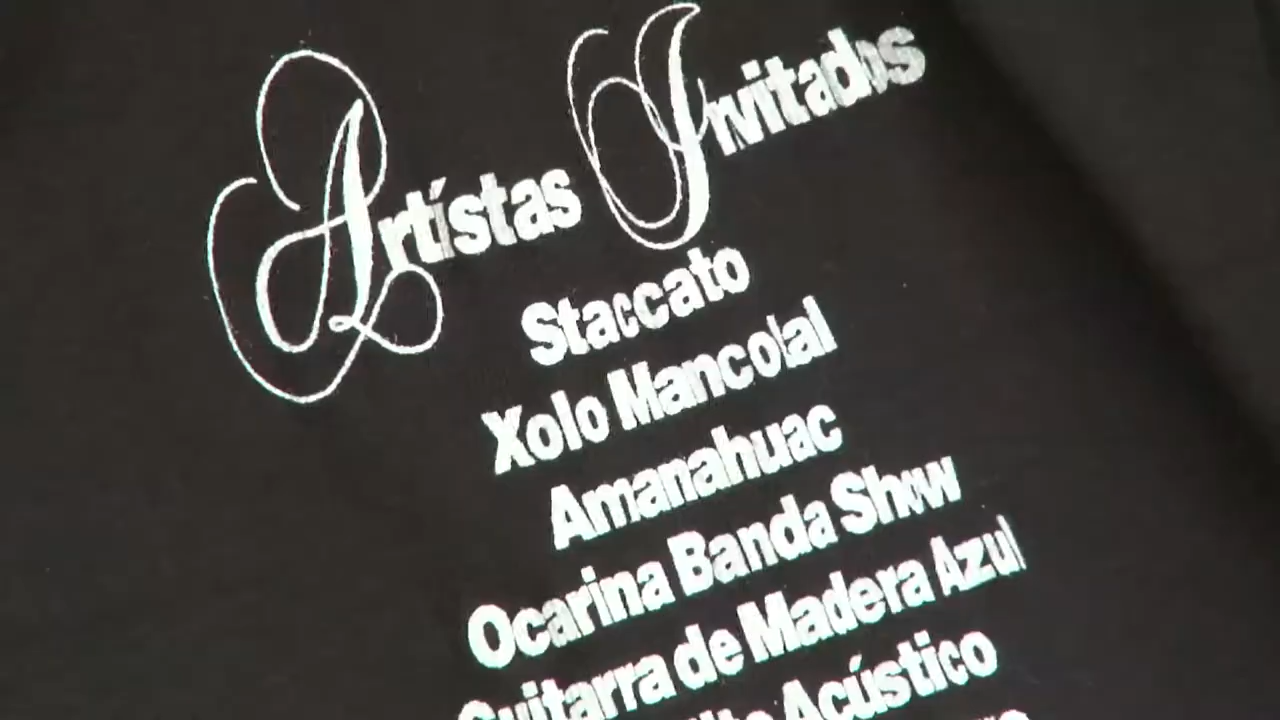 Artístas Invitados
Staccato
Xolo Mancolal
Amanahuac
Ocarina Banda Show
Guitarra de Madera Azul
Acústico